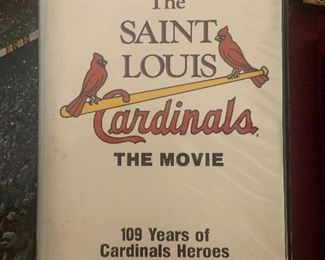 The
SAINT
LOUIS
Cardinals
THE MOVIE
109 Years of
Cardinals Heroes